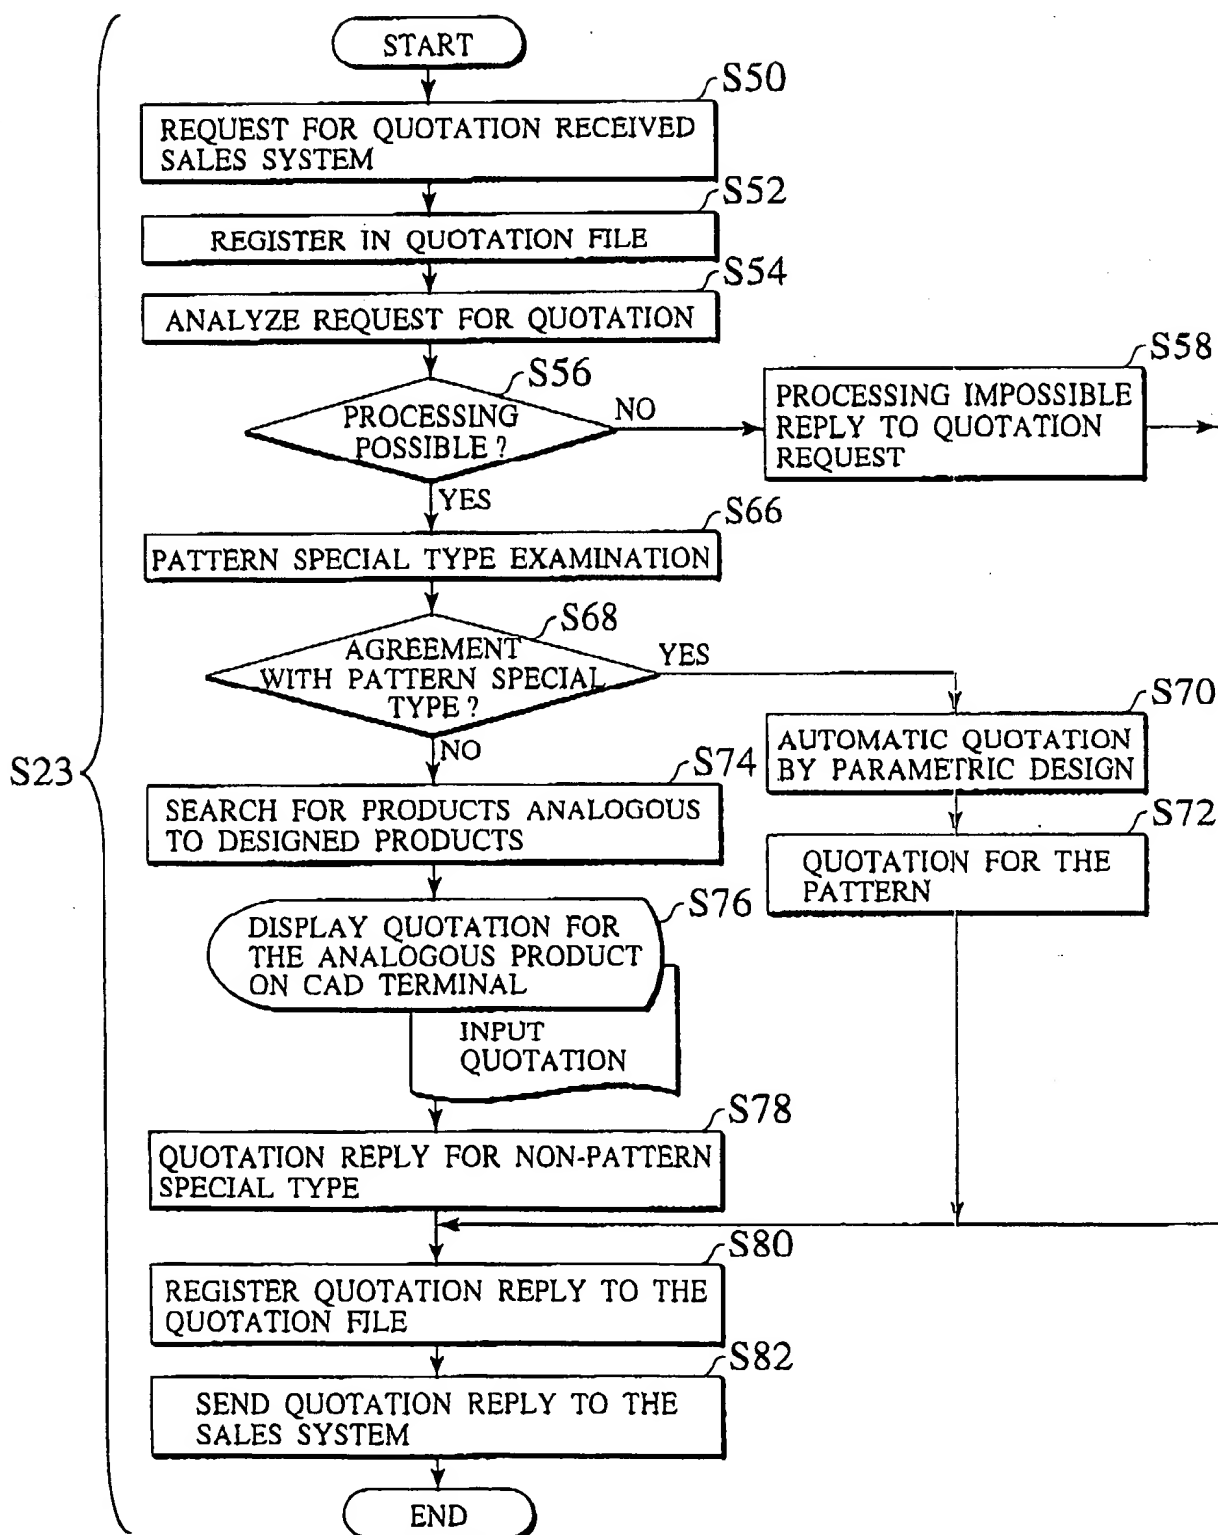 START
S50
REQUEST FOR QUOTATION RECEIVED
SALES SYSTEM
S52
REGISTER IN QUOTATION FILE
S54
ANALYZE REQUEST FOR QUOTATION
S56
PROCESSING
POSSIBLE?
NO
S58
PROCESSING IMPOSSIBLE
REPLY TO QUOTATION
REQUEST
YES
S66
PATTERN SPECIAL TYPE EXAMINATION
S68
AGREEMENT
WITH PATTERN SPECIAL
TYPE?
YES
S70
AUTOMATIC QUOTATION
BY PARAMETRIC DESIGN
S72
QUOTATION FOR THE
PATTERN
NO
S23
S74
SEARCH FOR PRODUCTS ANALOGOUS
TO DESIGNED PRODUCTS
S76
DISPLAY QUOTATION FOR
THE ANALOGOUS PRODUCT
ON CAD TERMINAL
INPUT
QUOTATION
S78
QUOTATION REPLY FOR NON-PATTERN
SPECIAL TYPE
S80
REGISTER QUOTATION REPLY TO THE
QUOTATION FILE
S82
SEND QUOTATION REPLY TO THE
SALES SYSTEM
END